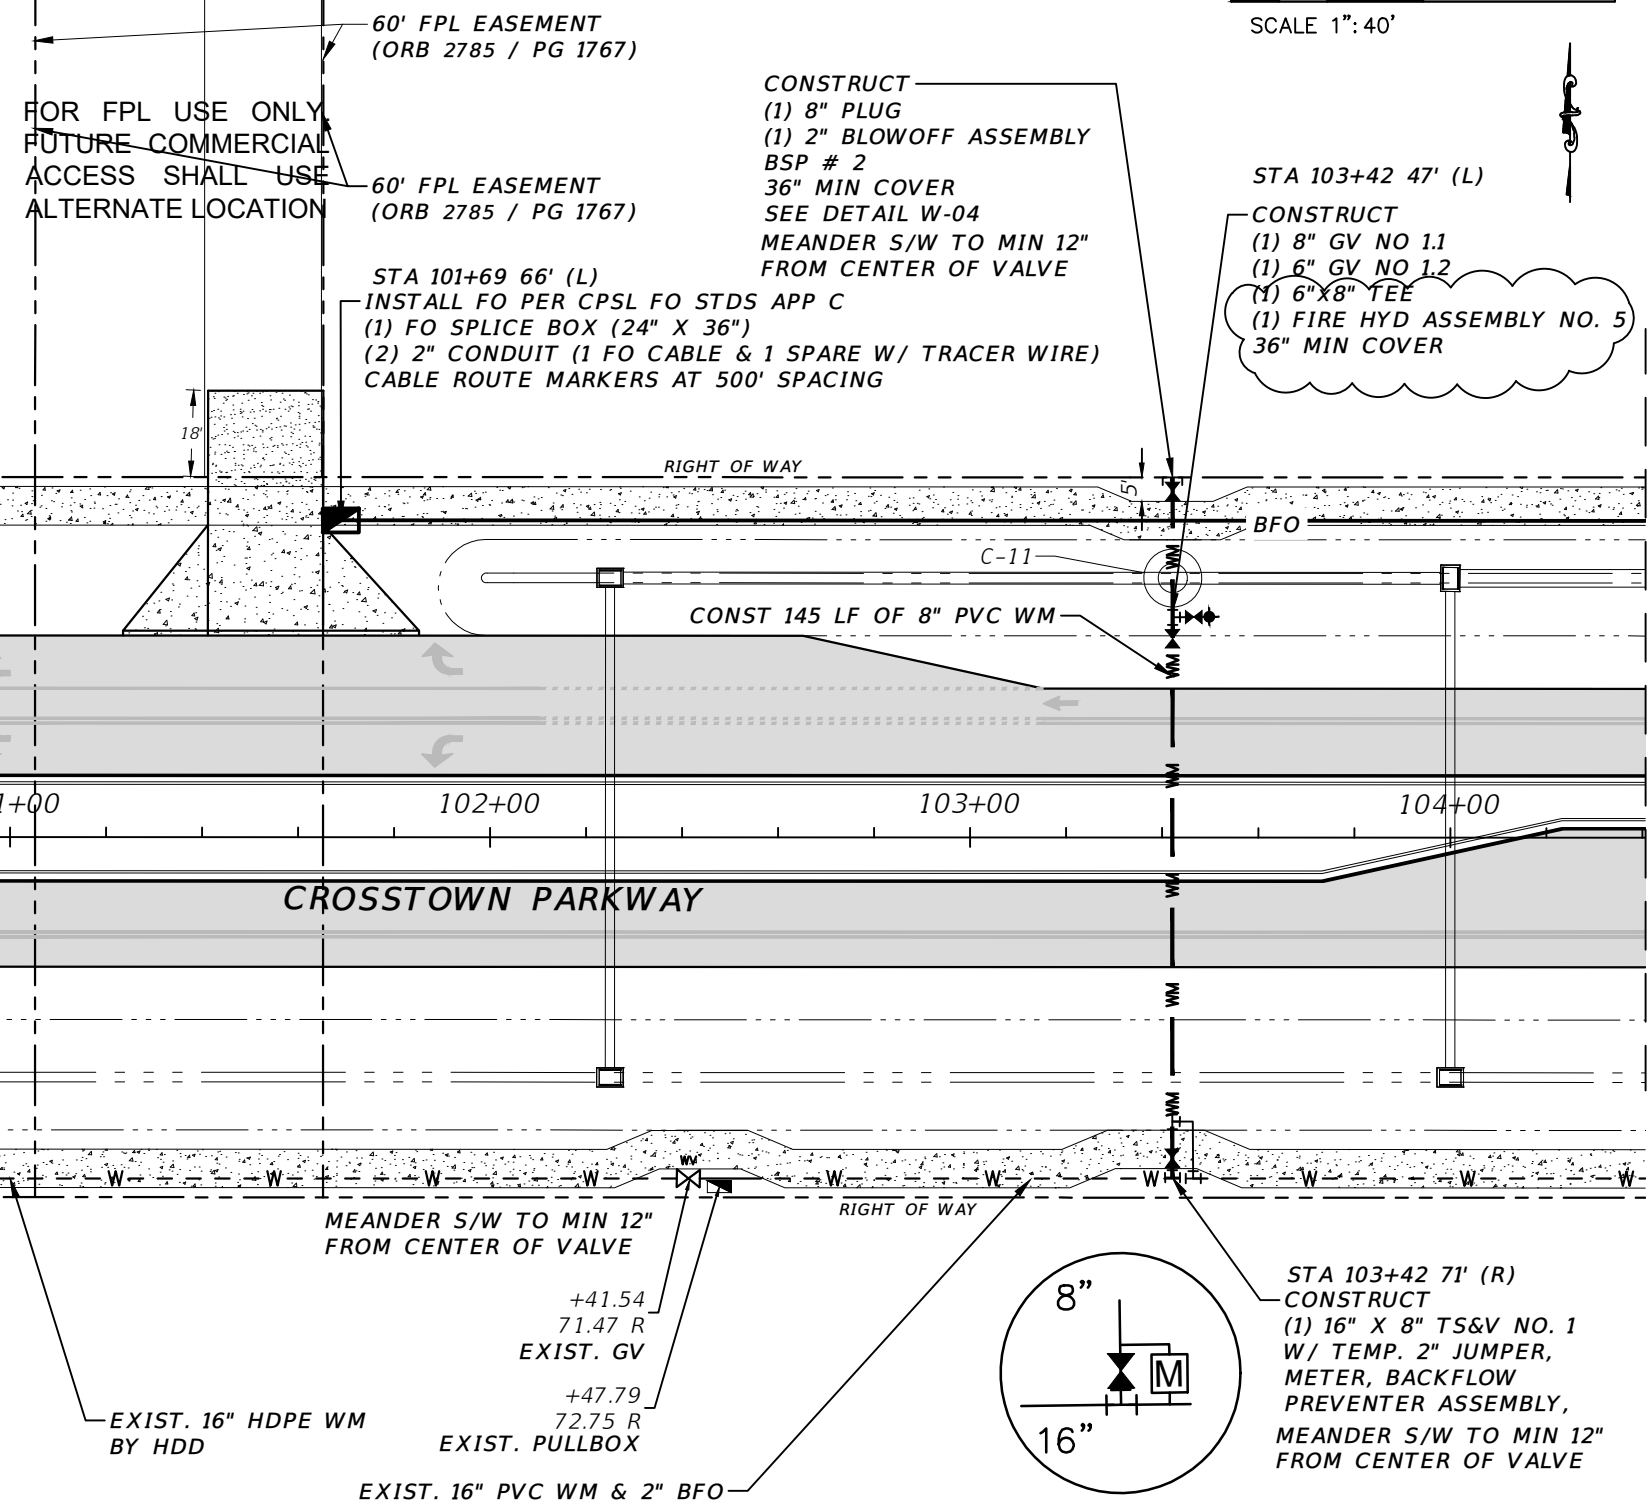 SCALE 1":40'
60' FPL EASEMENT
(ORB 2785 / PG 1767)
FOR FPL USE ONLY.
FUTURE COMMERCIAL
ACCESS SHALL USE
ALTERNATE LOCATION
60' FPL EASEMENT
(ORB 2785 / PG 1767)
CONSTRUCT
(1) 8" PLUG
(1) 2" BLOWOFF ASSEMBLY
BSP # 2
36" MIN COVER
SEE DETAIL W-04
MEANDER S/W TO MIN 12"
FROM CENTER OF VALVE
STA 103+42 47' (L)
CONSTRUCT
(1) 8" GV NO 1.1
(1) 6" GV NO 1.2
(1) 6"X8" TEE
(1) FIRE HYD ASSEMBLY NO. 5
36" MIN COVER
STA 101+69 66' (L)
INSTALL FO PER CPSL FO STDS APP C
(1) FO SPLICE BOX (24" X 36")
(2) 2" CONDUIT (1 FO CABLE & 1 SPARE W/ TRACER WIRE)
CABLE ROUTE MARKERS AT 500' SPACING
18'
RIGHT OF WAY
5'
BFO
C-11
CONST 145 LF OF 8" PVC WM
1+00
102+00
103+00
104+00
CROSSTOWN PARKWAY
WV
W W W W W W W W W W
RIGHT OF WAY
MEANDER S/W TO MIN 12"
FROM CENTER OF VALVE
+41.54
71.47 R
EXIST. GV
+47.79
72.75 R
EXIST. PULLBOX
EXIST. 16" HDPE WM
BY HDD
EXIST. 16" PVC WM & 2" BFO
8"
M
16"
STA 103+42 71' (R)
CONSTRUCT
(1) 16" X 8" TS&V NO. 1
W/ TEMP. 2" JUMPER,
METER, BACKFLOW
PREVENTER ASSEMBLY,
MEANDER S/W TO MIN 12"
FROM CENTER OF VALVE